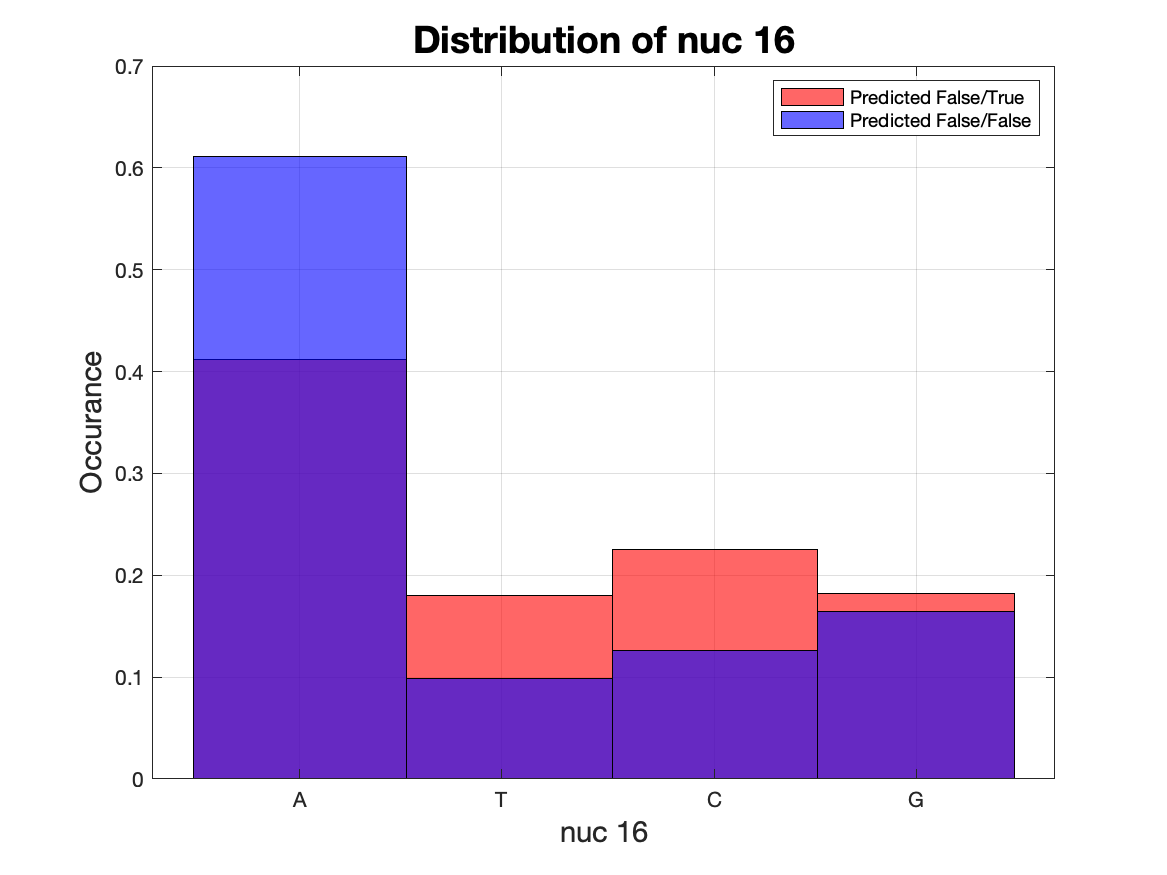 Distribution of nuc 16
Predicted False/True
Predicted False/False
Occurance
0.7
0.6
0.5
0.4
0.3
0.2
0.1
0
A T C G
nuc 16